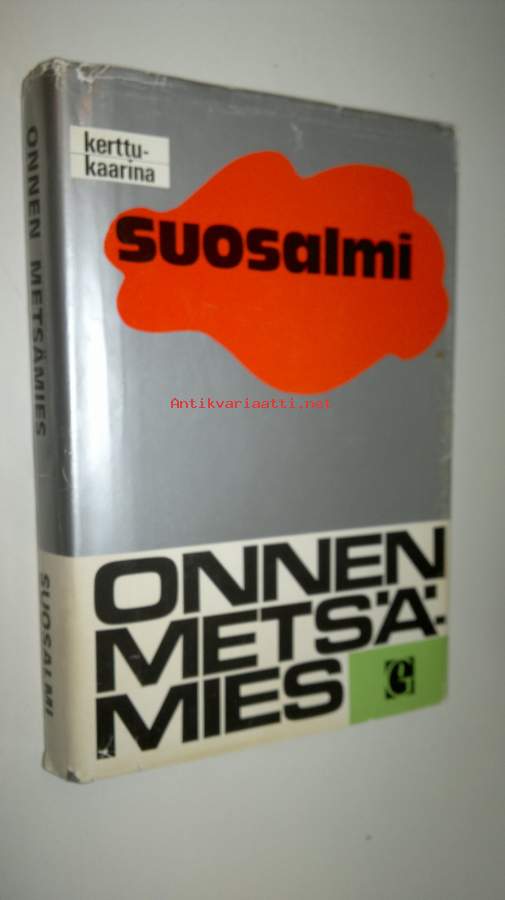 kerttu-
kaarina
suosalmi
Antikvariaatti.net
ONNEN
METSÄ-
MIES
G
ONNEN METSÄMIES
SUOSALMI